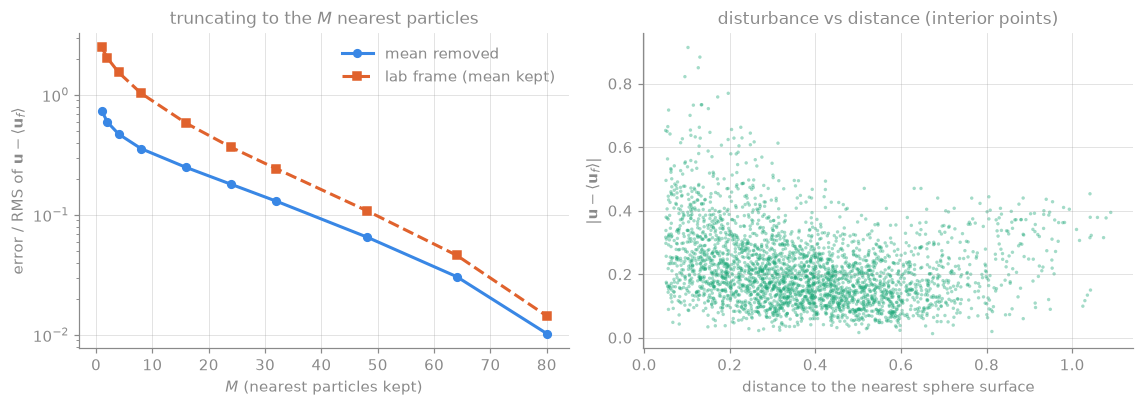 truncating to the M nearest particles
error / RMS of u − ⟨u_f⟩
10⁰
10⁻¹
10⁻²
mean removed
lab frame (mean kept)
0 10 20 30 40 50 60 70 80
M (nearest particles kept)
disturbance vs distance (interior points)
|u − ⟨u_f⟩|
0.8
0.6
0.4
0.2
0.0
0.0 0.2 0.4 0.6 0.8 1.0
distance to the nearest sphere surface